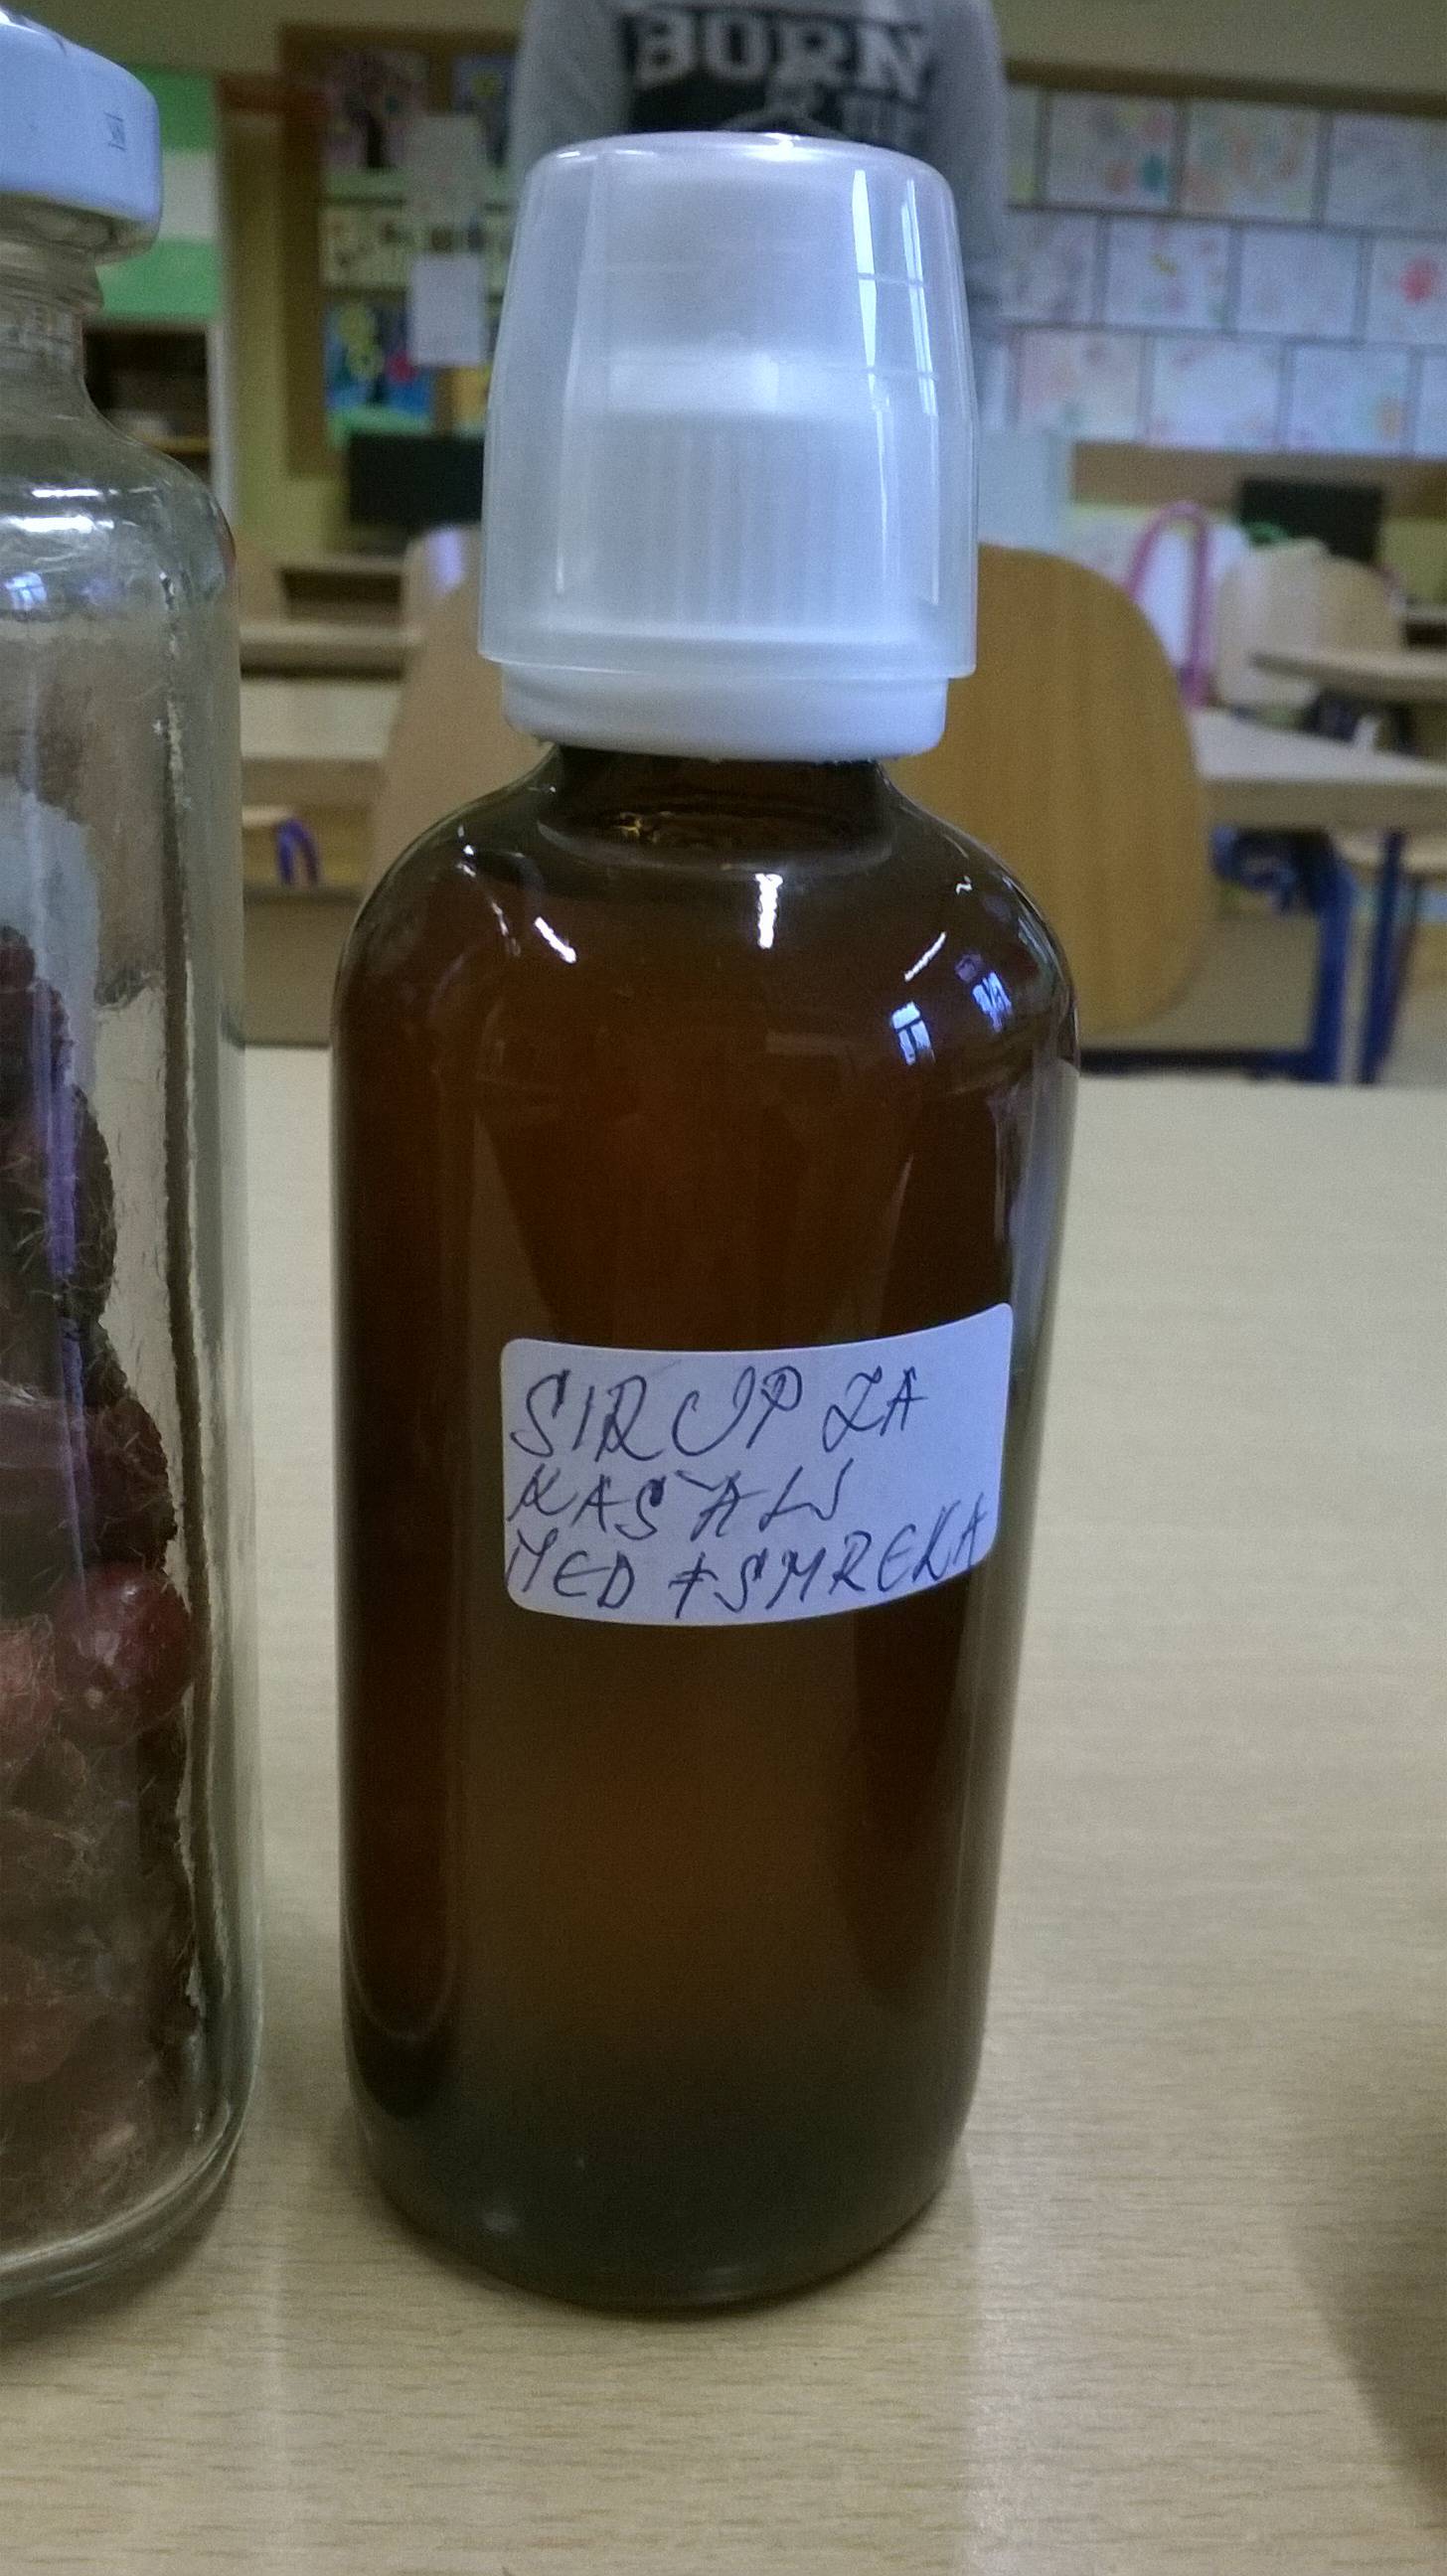 BORN
SIRUP ZA
KAŠALJ
MED + SMREKA